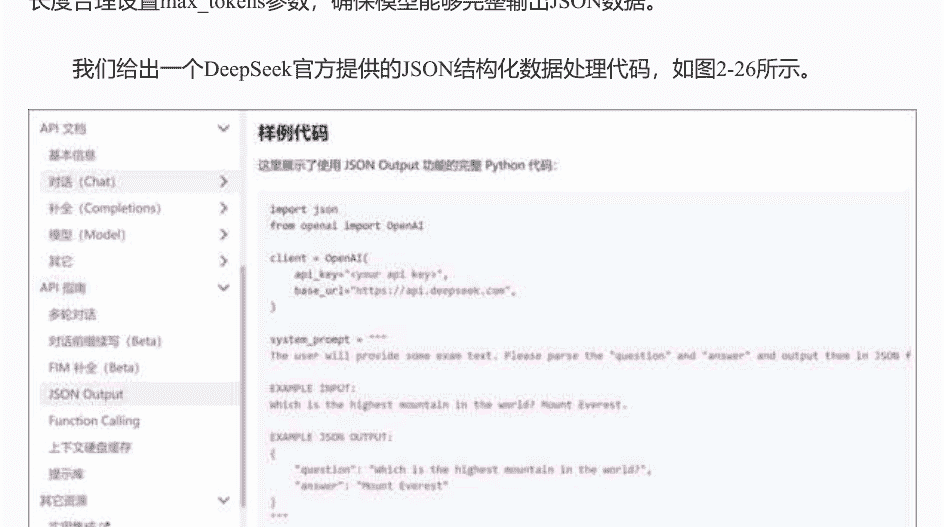 长度合理设置max_tokens参数，确保模型能够完整输出JSON数据。
我们给出一个DeepSeek官方提供的JSON结构化数据处理代码，如图2-26所示。
API 文档
基本信息
对话（Chat）
补全（Completions）
模型（Model）
其它
API 指南
多轮对话
对话前缀续写（Beta）
FIM 补全（Beta）
JSON Output
Function Calling
上下文硬盘缓存
提示库
其它资源
样例代码
这里展示了使用 JSON Output 功能的完整 Python 代码：
import json
from openai import OpenAI
client = OpenAI(
api_key="<your api key>",
base_url="https://api.deepseek.com",
)
system_prompt = """
The user will provide some exam text. Please parse the "question" and "answer" and output them in JSON f
EXAMPLE INPUT:
Which is the highest mountain in the world? Mount Everest.
EXAMPLE JSON OUTPUT:
{
"question": "Which is the highest mountain in the world?",
"answer": "Mount Everest"
}
"""